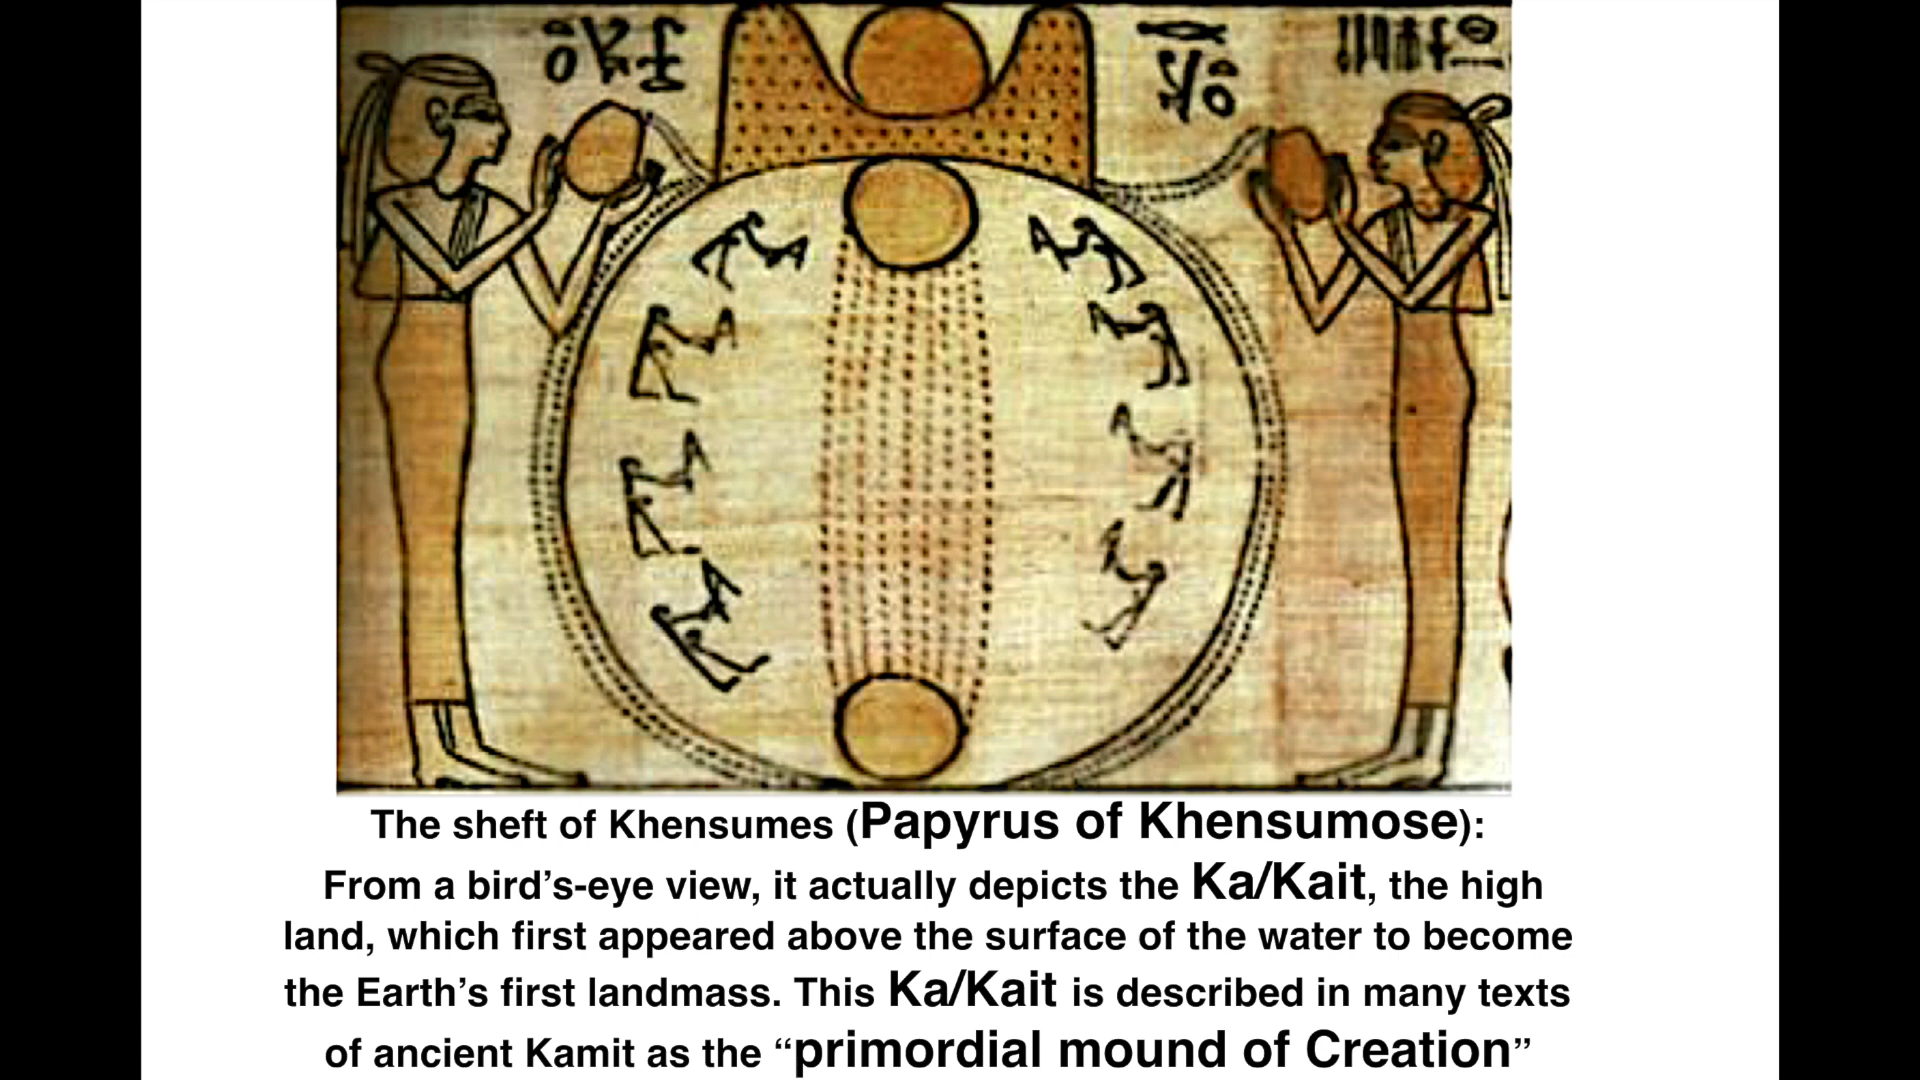 The sheft of Khensumes (Papyrus of Khensumose):
From a bird’s-eye view, it actually depicts the Ka/Kait, the high
land, which first appeared above the surface of the water to become
the Earth’s first landmass. This Ka/Kait is described in many texts
of ancient Kamit as the “primordial mound of Creation”